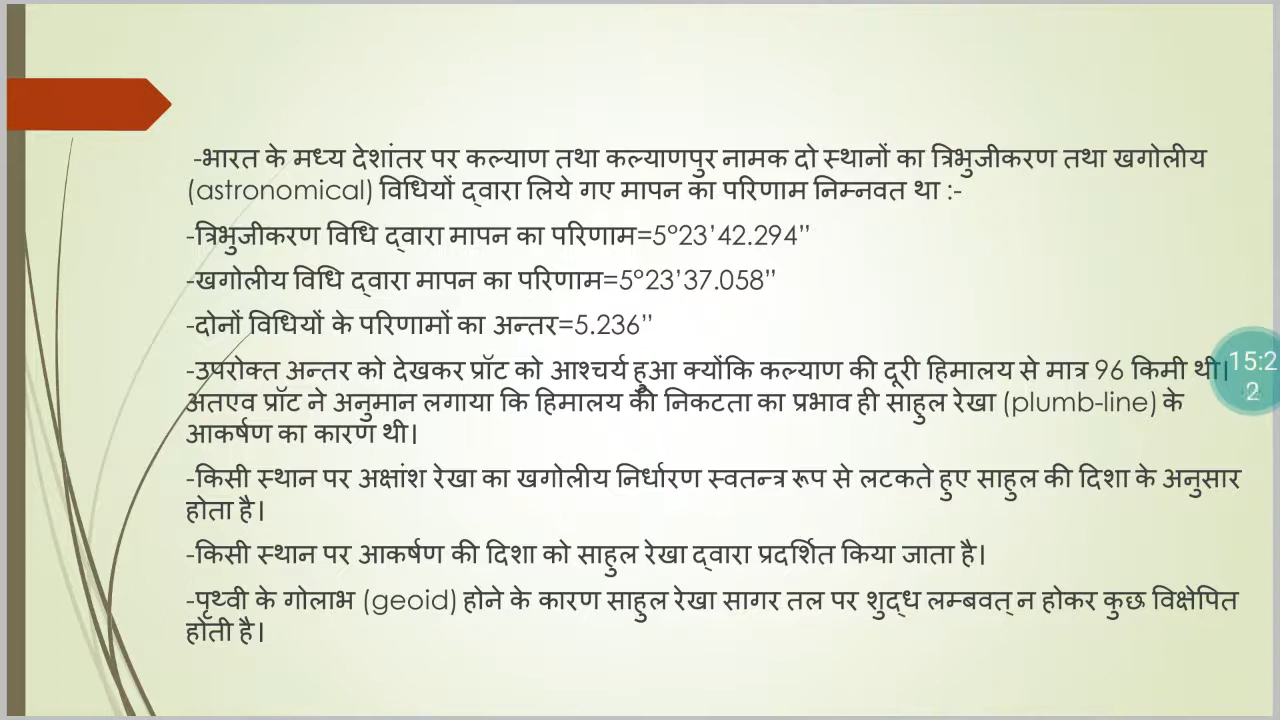 -भारत के मध्य देशांतर पर कल्याण तथा कल्याणपुर नामक दो स्थानों का त्रिभुजीकरण तथा खगोलीय
(astronomical) विधियों द्वारा लिये गए मापन का परिणाम निम्नवत था :-
-त्रिभुजीकरण विधि द्वारा मापन का परिणाम=5°23’42.294”
-खगोलीय विधि द्वारा मापन का परिणाम=5°23’37.058”
-दोनों विधियों के परिणामों का अन्तर=5.236”
-उपरोक्त अन्तर को देखकर प्रॉट को आश्चर्य हुआ क्योंकि कल्याण की दूरी हिमालय से मात्र 96 किमी थी।
अतएव प्रॉट ने अनुमान लगाया कि हिमालय की निकटता का प्रभाव ही साहुल रेखा (plumb-line) के
आकर्षण का कारण थी।
-किसी स्थान पर अक्षांश रेखा का खगोलीय निर्धारण स्वतन्त्र रूप से लटकते हुए साहुल की दिशा के अनुसार
होता है।
-किसी स्थान पर आकर्षण की दिशा को साहुल रेखा द्वारा प्रदर्शित किया जाता है।
-पृथ्वी के गोलाभ (geoid) होने के कारण साहुल रेखा सागर तल पर शुद्ध लम्बवत् न होकर कुछ विक्षेपित
होती है।
15:2
2